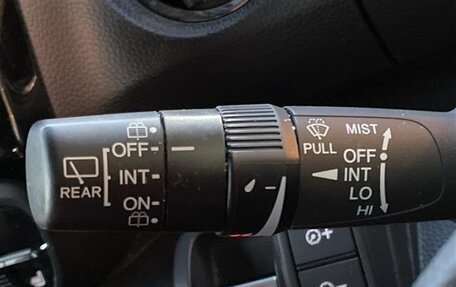 REAR
OFF
INT
ON
PULL
MIST
OFF
INT
LO
HI